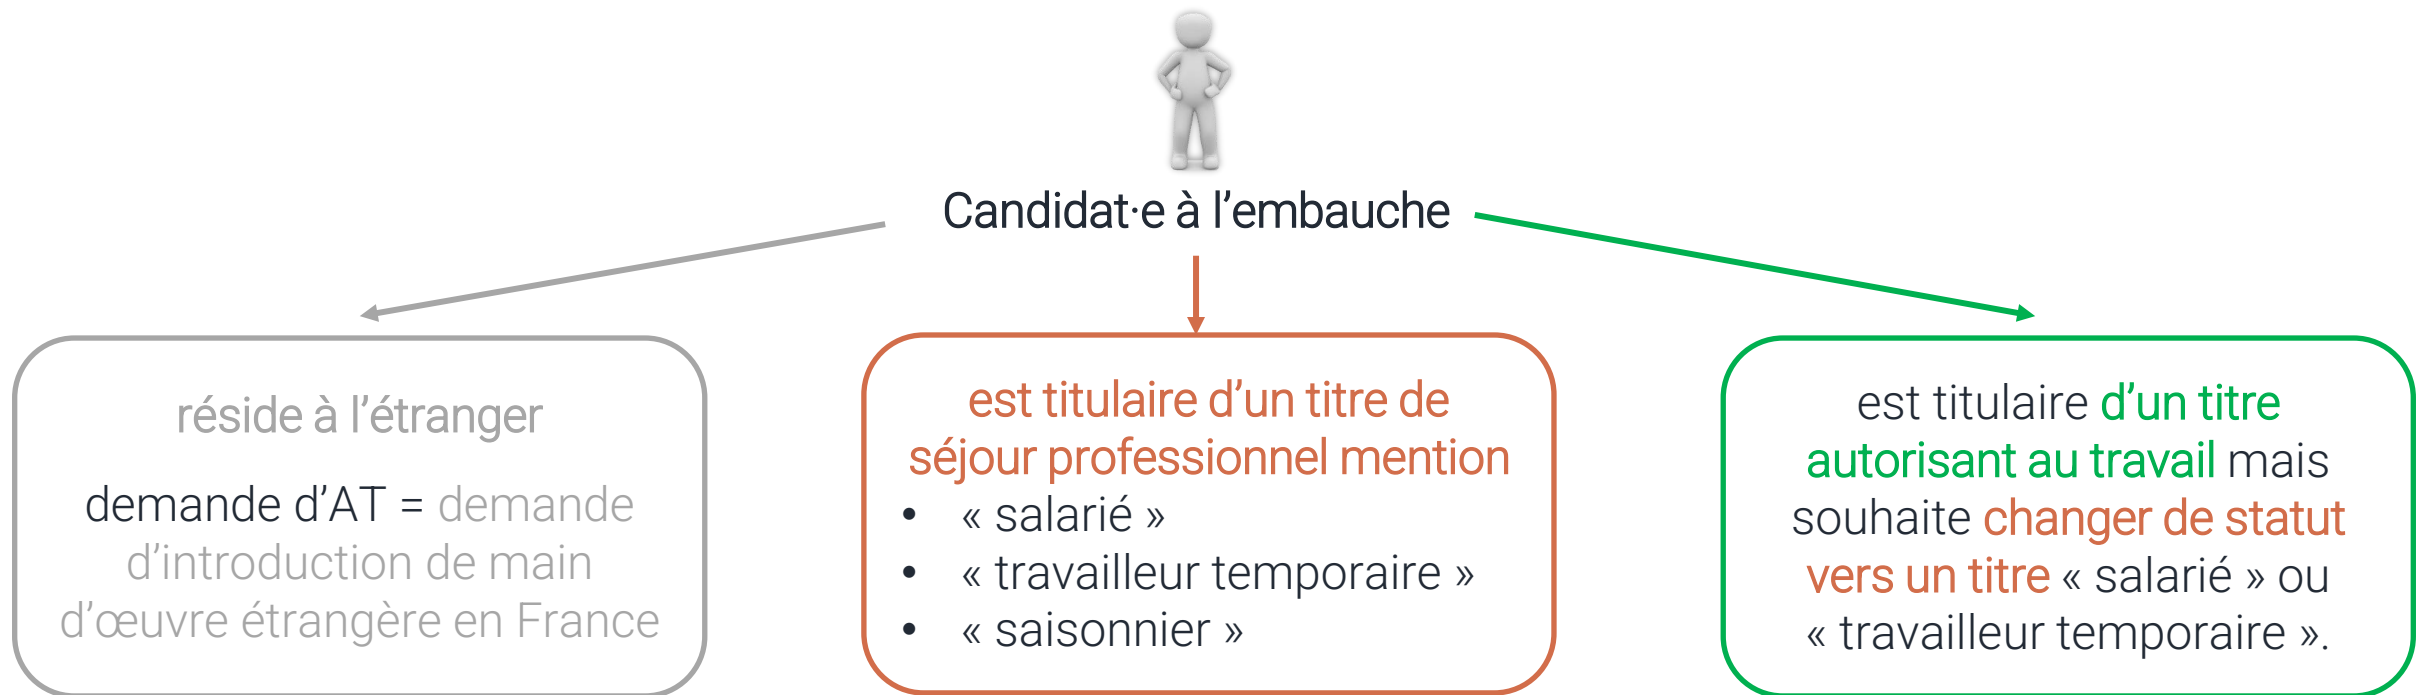 Candidat·e à l’embauche
réside à l’étranger
demande d’AT = demande
d’introduction de main
d’œuvre étrangère en France
est titulaire d’un titre de
séjour professionnel mention
• « salarié »
• « travailleur temporaire »
• « saisonnier »
est titulaire d’un titre
autorisant au travail mais
souhaite changer de statut
vers un titre « salarié » ou
« travailleur temporaire ».